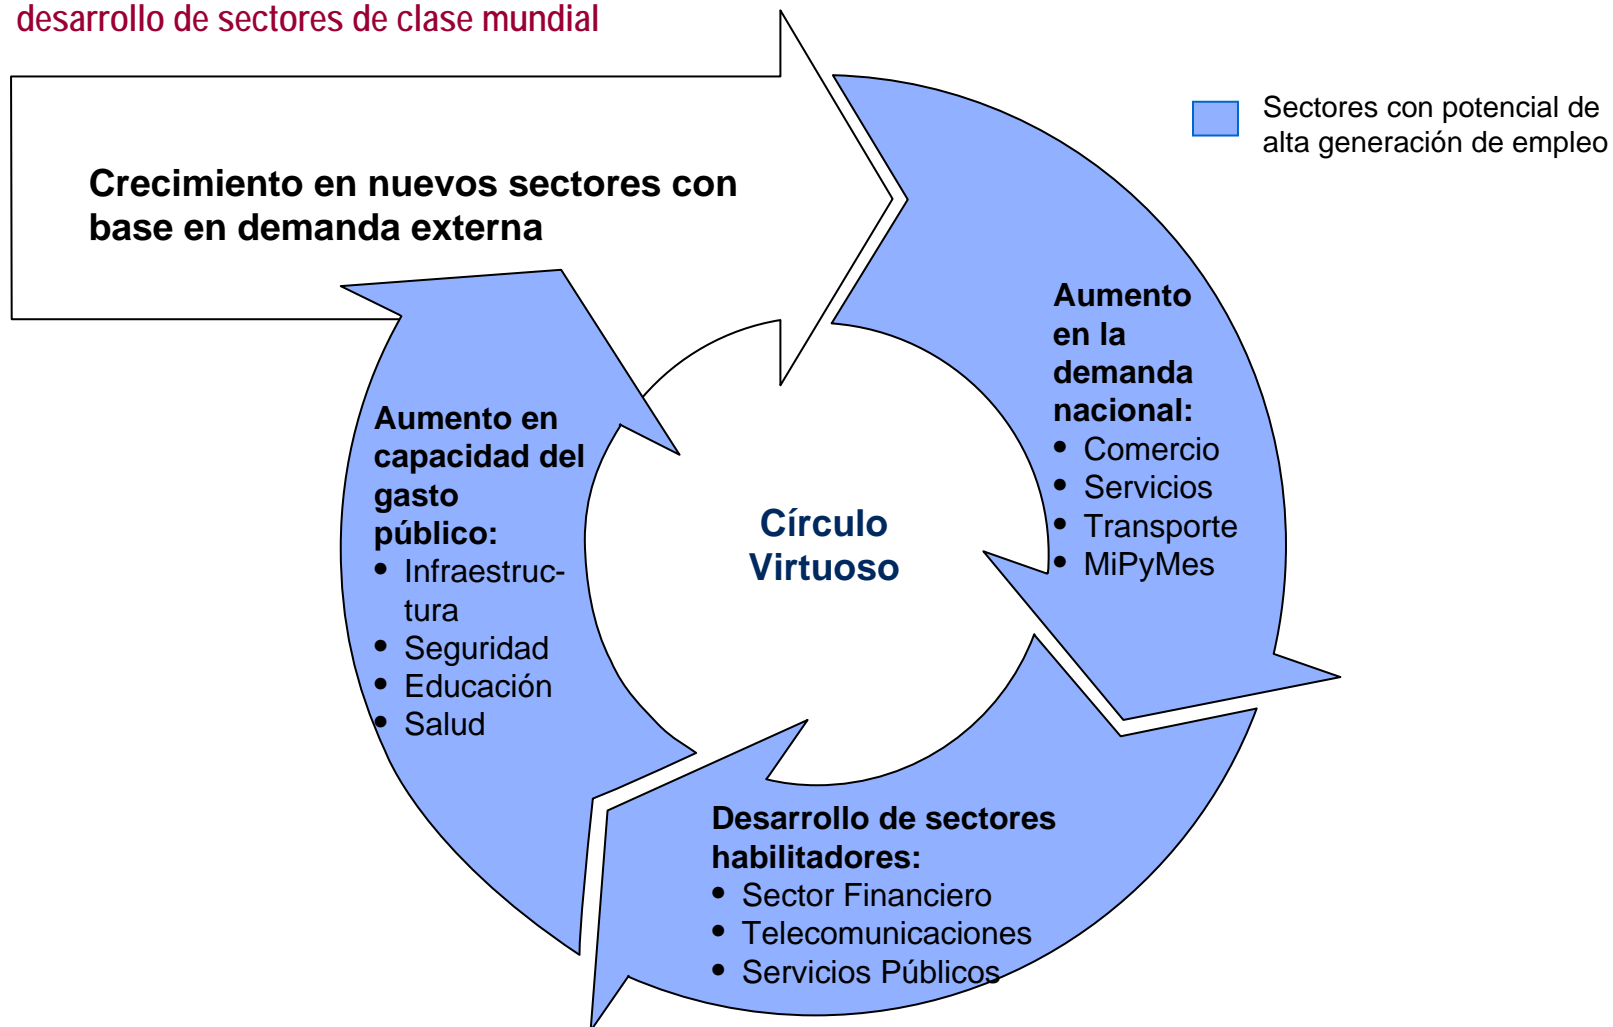 desarrollo de sectores de clase mundial
Sectores con potencial de
alta generación de empleo
Crecimiento en nuevos sectores con
base en demanda externa
Aumento
en la
demanda
nacional:
• Comercio
• Servicios
• Transporte
• MiPyMes
Aumento en
capacidad del
gasto
público:
• Infraestruc-
tura
• Seguridad
• Educación
• Salud
Círculo
Virtuoso
Desarrollo de sectores
habilitadores:
• Sector Financiero
• Telecomunicaciones
• Servicios Públicos